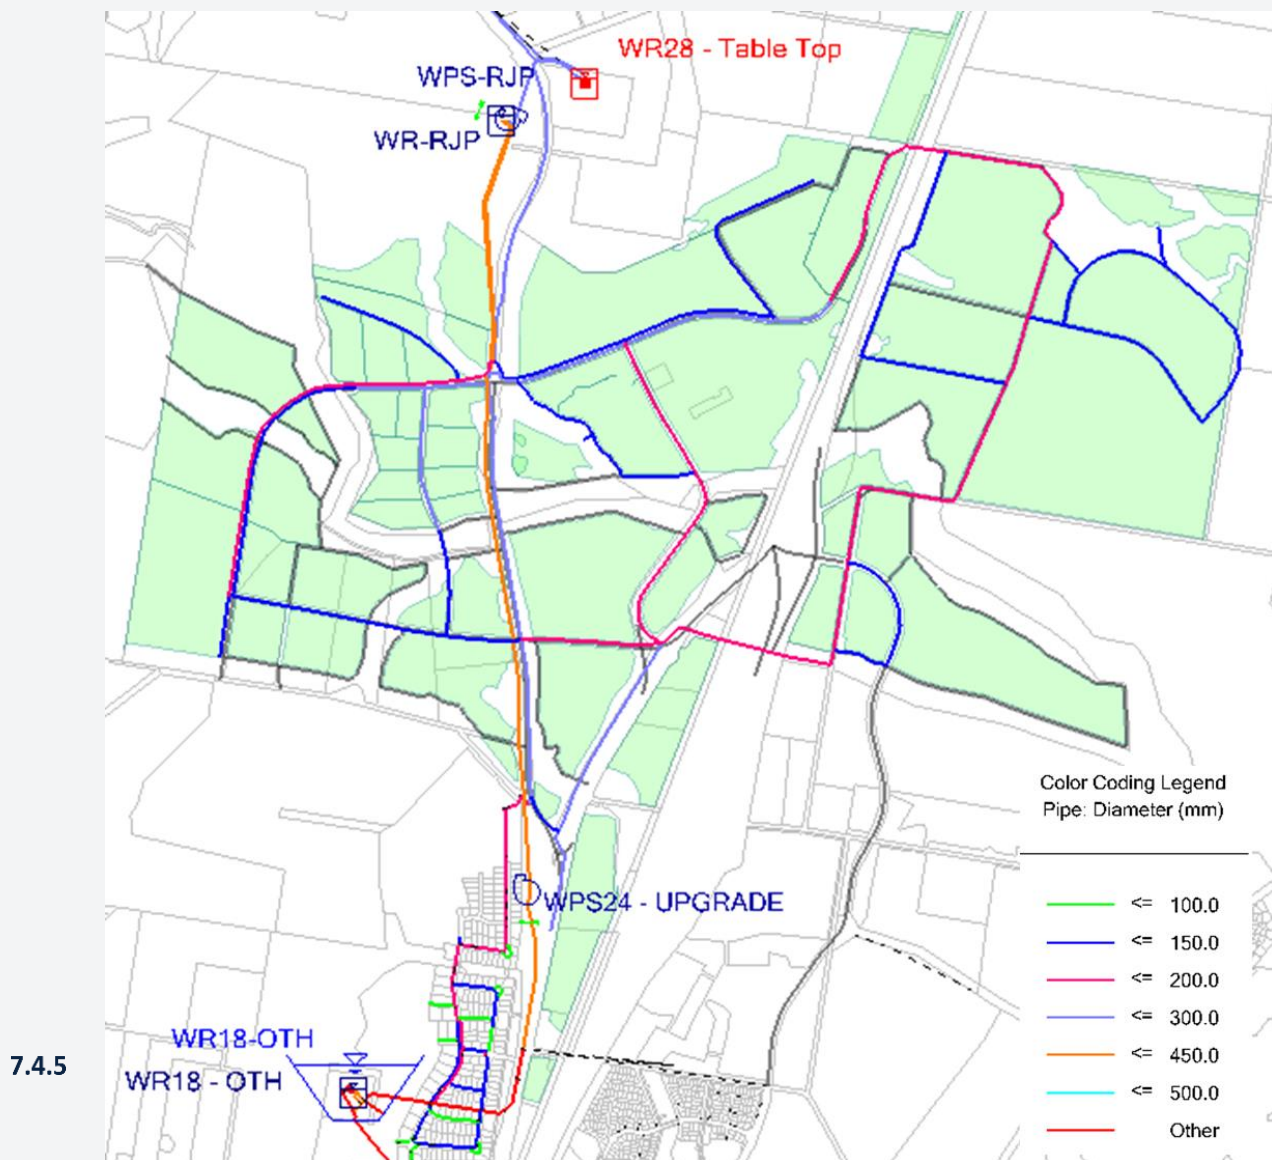 WR28 - Table Top
WPS-RJP
WR-RJP
Color Coding Legend
Pipe: Diameter (mm)
<= 100.0
<= 150.0
<= 200.0
<= 300.0
<= 450.0
<= 500.0
Other
WPS24 - UPGRADE
WR18-OTH
7.4.5
WR18 - OTH